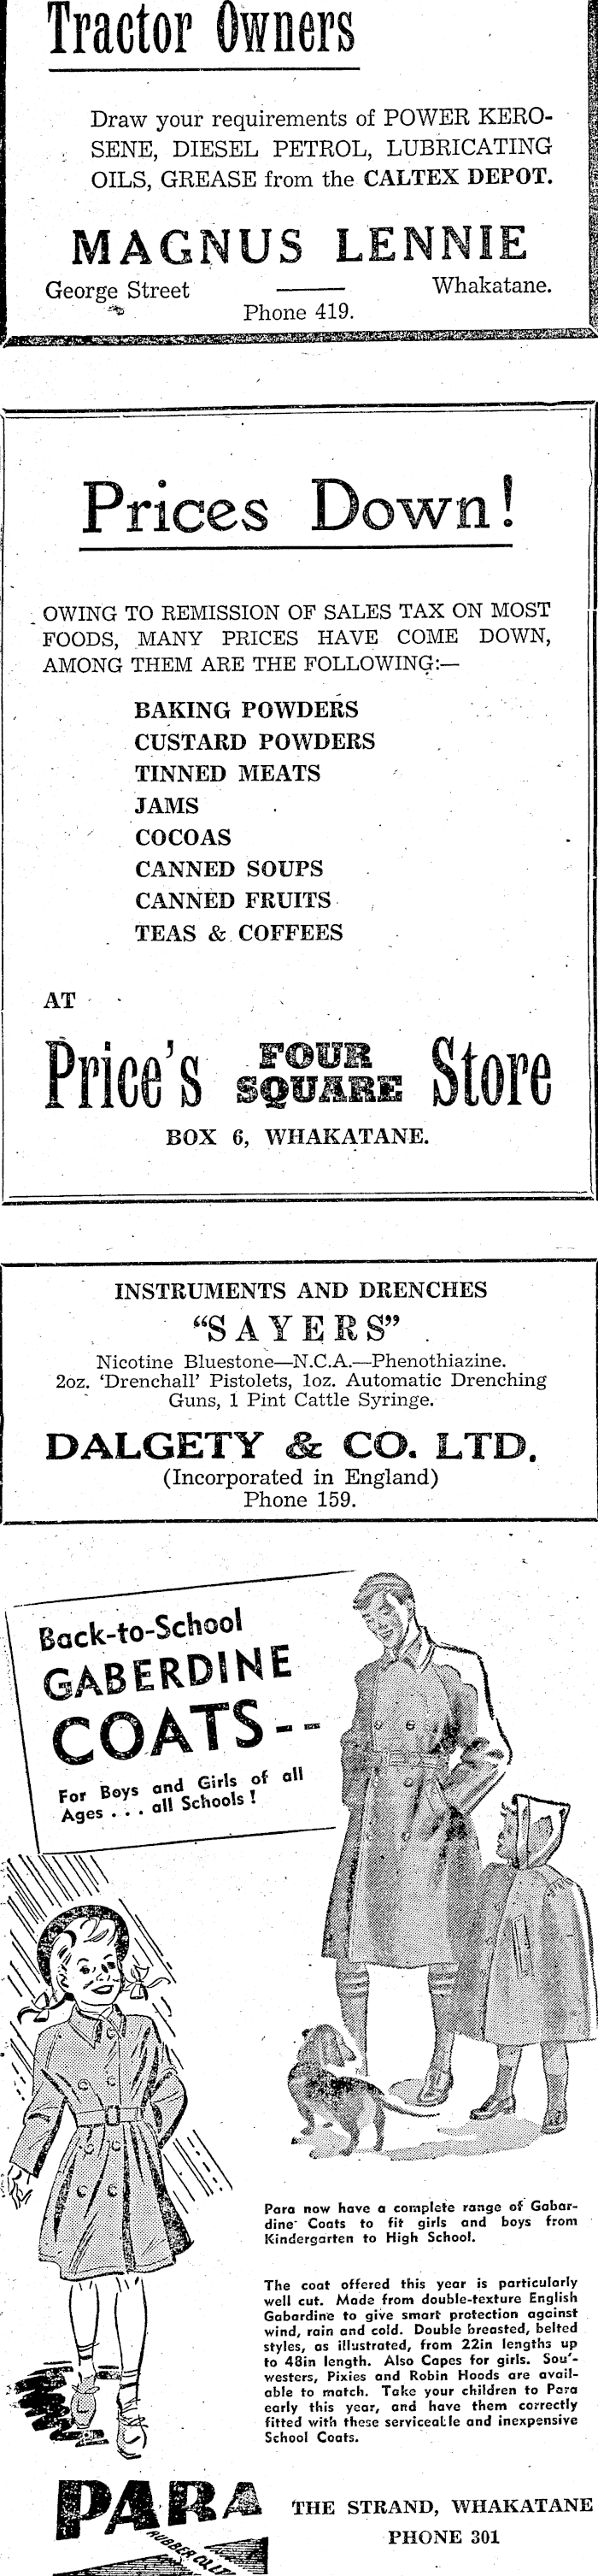 Tractor Owners
Draw your requirements of POWER KERO-
SENE, DIESEL PETROL, LUBRICATING
OILS, GREASE from the CALTEX DEPOT.
MAGNUS LENNIE
George Street Whakatane.
Phone 419.
Prices Down!
OWING TO REMISSION OF SALES TAX ON MOST
FOODS, MANY PRICES HAVE COME DOWN,
AMONG THEM ARE THE FOLLOWING:—
BAKING POWDERS
CUSTARD POWDERS
TINNED MEATS
JAMS
COCOAS
CANNED SOUPS
CANNED FRUITS
TEAS & COFFEES
AT
Price's FOUR SQUARE Store
BOX 6, WHAKATANE.
INSTRUMENTS AND DRENCHES
“SAYERS”
Nicotine Bluestone—N.C.A.—Phenothiazine.
2oz. ‘Drenchall’ Pistolets, 1oz. Automatic Drenching
Guns, 1 Pint Cattle Syringe.
DALGETY & CO. LTD.
(Incorporated in England)
Phone 159.
Back-to-School
GABERDINE
COATS--
For Boys and Girls of all
Ages . . . all Schools!
Para now have a complete range of Gabar-
dine Coats to fit girls and boys from
Kindergarten to High School.
The coat offered this year is particularly
well cut. Made from double-texture English
Gabardine to give smart protection against
wind, rain and cold. Double breasted, belted
styles, as illustrated, from 22in lengths up
to 48in length. Also Capes for girls. Sou'-
westers, Pixies and Robin Hoods are avail-
able to match. Take your children to Para
early this year, and have them correctly
fitted with these serviceable and inexpensive
School Coats.
PARA
RUBBER CO. LTD
THE STRAND, WHAKATANE
PHONE 301